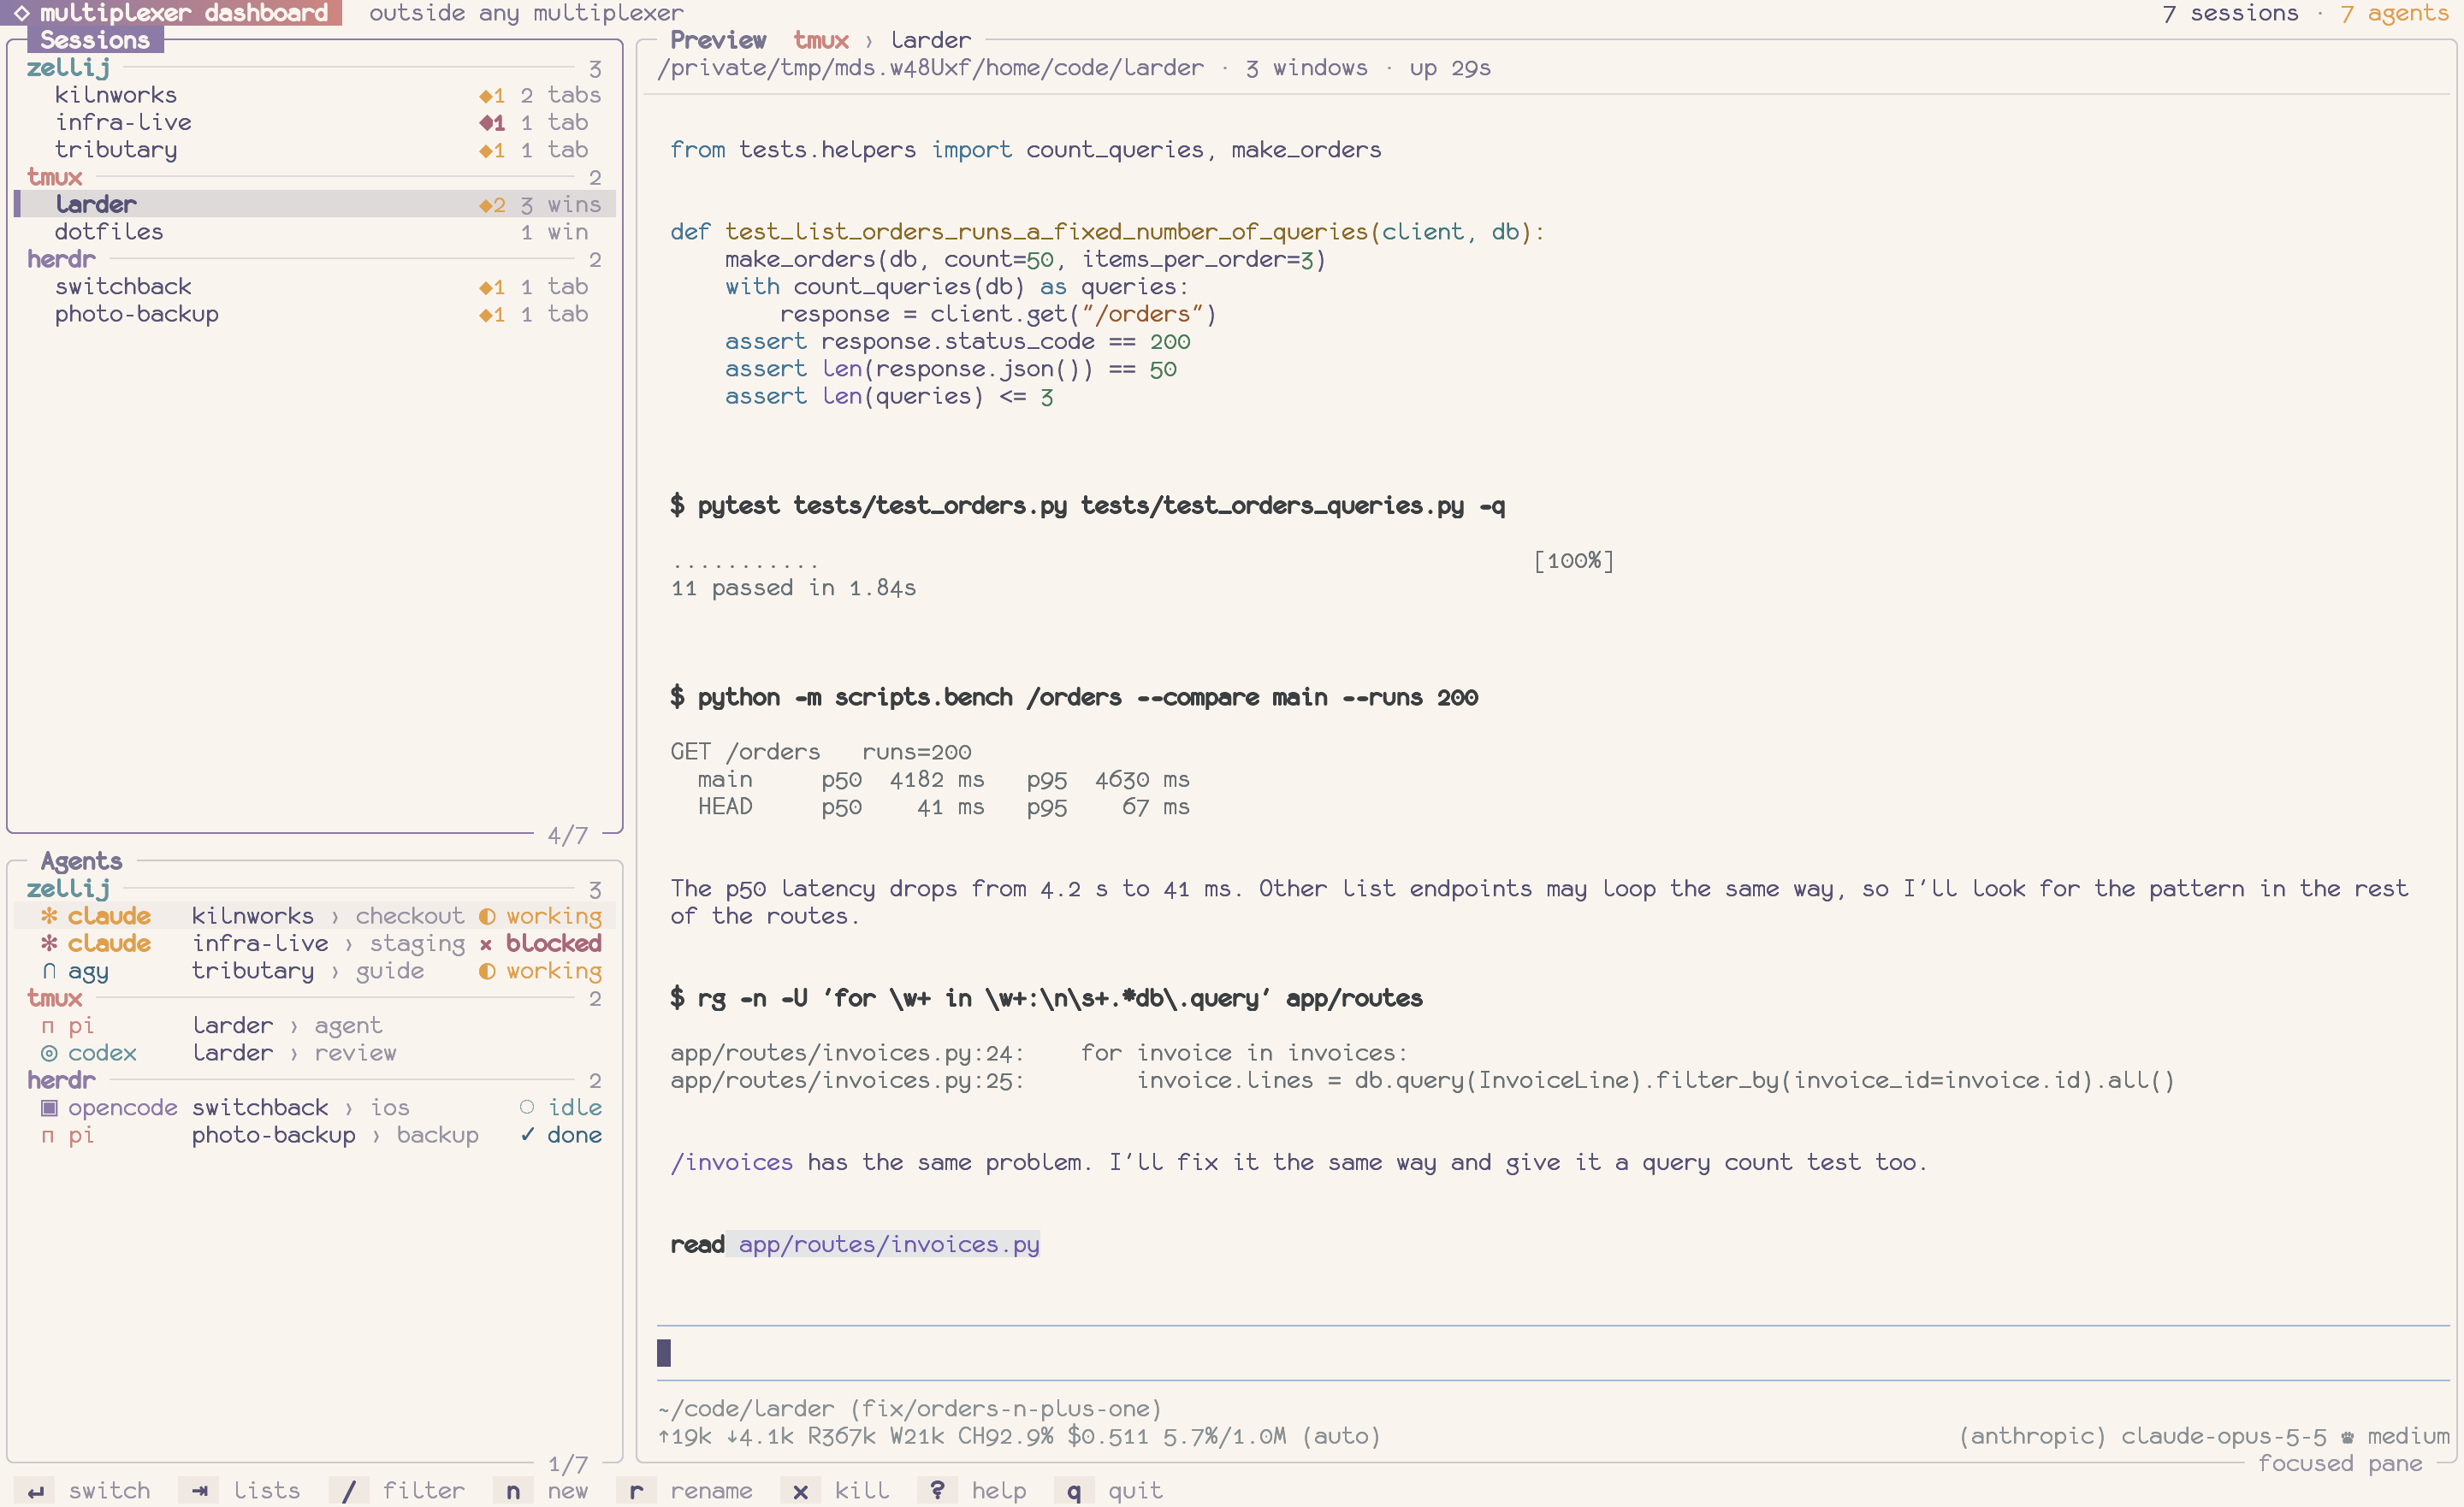 ◇ multiplexer dashboard outside any multiplexer 7 sessions · 7 agents
Sessions
zellij 3
kilnworks ◆1 2 tabs
infra-live ◆1 1 tab
tributary ◆1 1 tab
tmux 2
larder ◆2 3 wins
dotfiles 1 win
herdr 2
switchback ◆1 1 tab
photo-backup ◆1 1 tab
4/7
Agents
zellij 3
✻ claude kilnworks › checkout ◐ working
✻ claude infra-live › staging × blocked
∩ agy tributary › guide ◐ working
tmux 2
π pi larder › agent
◎ codex larder › review
herdr 2
▣ opencode switchback › ios ○ idle
π pi photo-backup › backup ✓ done
1/7
Preview tmux › larder
/private/tmp/mds.w48Uxf/home/code/larder · 3 windows · up 29s
from tests.helpers import count_queries, make_orders
def test_list_orders_runs_a_fixed_number_of_queries(client, db):
    make_orders(db, count=50, items_per_order=3)
    with count_queries(db) as queries:
        response = client.get("/orders")
    assert response.status_code == 200
    assert len(response.json()) == 50
    assert len(queries) <= 3
$ pytest tests/test_orders.py tests/test_orders_queries.py -q
........... [100%]
11 passed in 1.84s
$ python -m scripts.bench /orders --compare main --runs 200
GET /orders   runs=200
  main     p50  4182 ms   p95  4630 ms
  HEAD     p50    41 ms   p95    67 ms
The p50 latency drops from 4.2 s to 41 ms. Other list endpoints may loop the same way, so I'll look for the pattern in the rest
of the routes.
$ rg -n -U 'for \w+ in \w+:\n\s+.*db\.query' app/routes
app/routes/invoices.py:24:    for invoice in invoices:
app/routes/invoices.py:25:        invoice.lines = db.query(InvoiceLine).filter_by(invoice_id=invoice.id).all()
/invoices has the same problem. I'll fix it the same way and give it a query count test too.
read app/routes/invoices.py
~/code/larder (fix/orders-n-plus-one)
↑19k ↓4.1k R367k W21k CH92.9% $0.511 5.7%/1.0M (auto) (anthropic) claude-opus-5-5 medium
focused pane
↵ switch ⇥ lists / filter n new r rename x kill ? help q quit